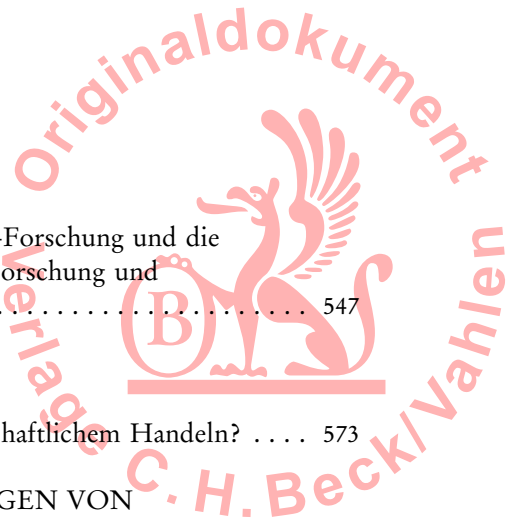 Originaldokument
-Forschung und die
orschung und
. . . . . . . . . . . . . . . . . . . . . 547
B
haftlichem Handeln? . . . . 573
GEN VON
Verlage C.H.Beck/Vahlen